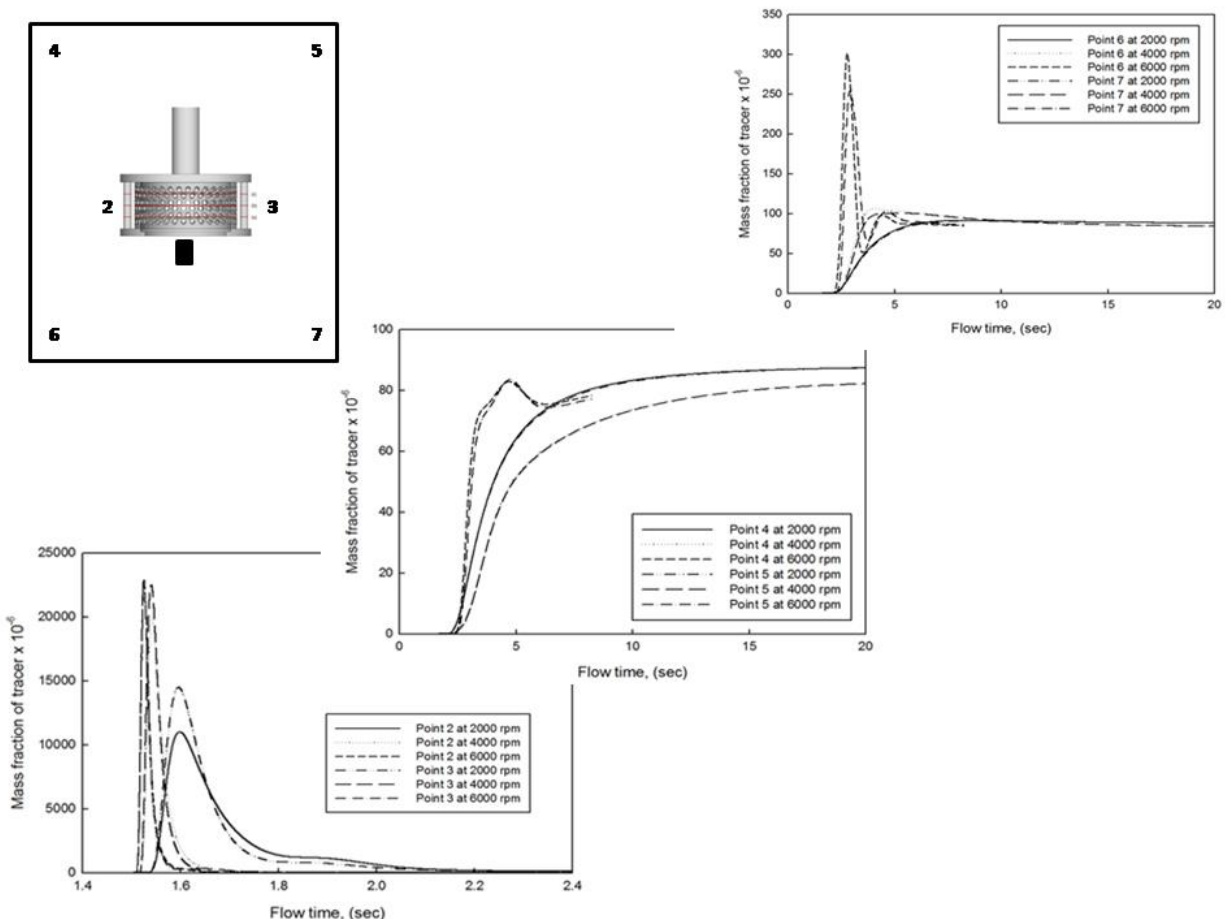 4 5
2 3
6 7
Mass fraction of tracer x 10-6
350
300
250
200
150
100
50
0
Point 6 at 2000 rpm
Point 6 at 4000 rpm
Point 6 at 6000 rpm
Point 7 at 2000 rpm
Point 7 at 4000 rpm
Point 7 at 6000 rpm
0 5 10 15 20
Flow time, (sec)
Mass fraction of tracer x 10-6
100
80
60
40
20
0
Point 4 at 2000 rpm
Point 4 at 4000 rpm
Point 4 at 6000 rpm
Point 5 at 2000 rpm
Point 5 at 4000 rpm
Point 5 at 6000 rpm
0 5 10 15 20
Flow time, (sec)
Mass fraction of tracer x 10-6
25000
20000
15000
10000
5000
0
Point 2 at 2000 rpm
Point 2 at 4000 rpm
Point 2 at 6000 rpm
Point 3 at 2000 rpm
Point 3 at 4000 rpm
Point 3 at 6000 rpm
1.4 1.6 1.8 2.0 2.2 2.4
Flow time, (sec)